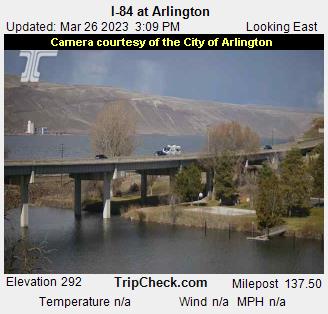 I-84 at Arlington
Updated: Mar 26 2023 3:09 PM Looking East
Camera courtesy of the City of Arlington
Elevation 292 TripCheck.com Milepost 137.50
Temperature n/a Wind n/a MPH n/a